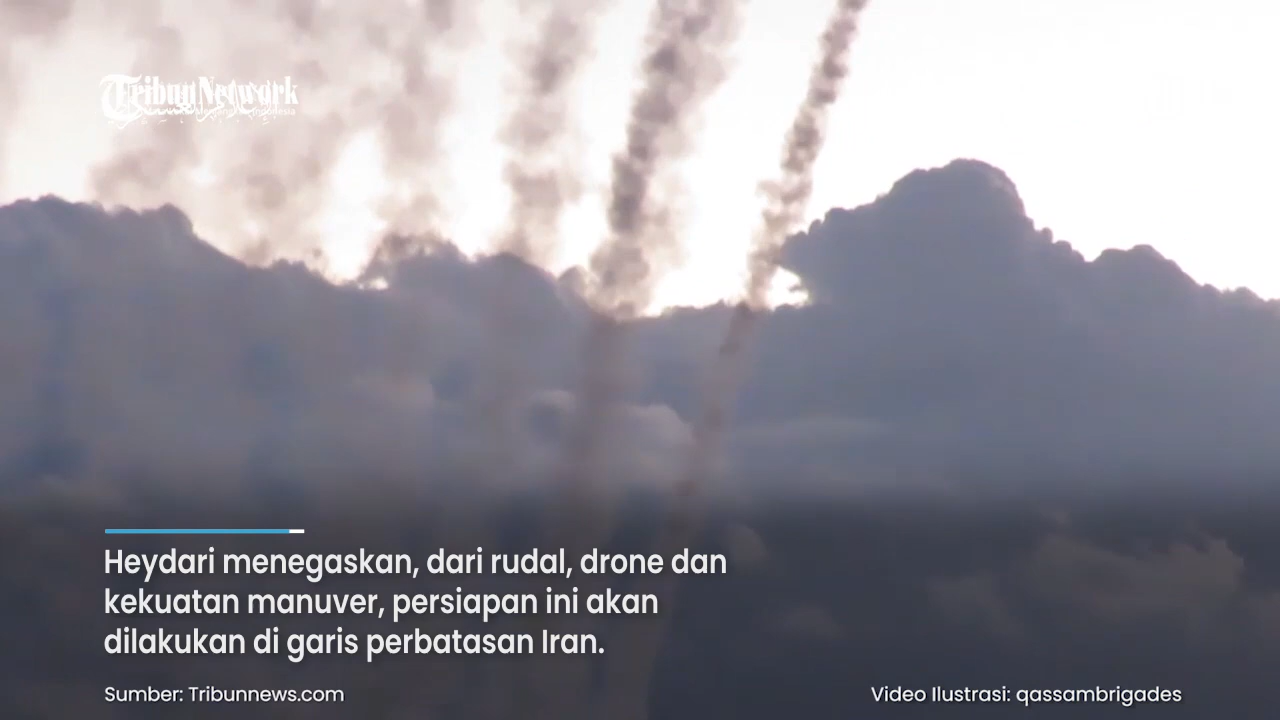 TribunNetwork
Heydari menegaskan, dari rudal, drone dan
kekuatan manuver, persiapan ini akan
dilakukan di garis perbatasan Iran.
Sumber: Tribunnews.com
Video Ilustrasi: qassambrigades